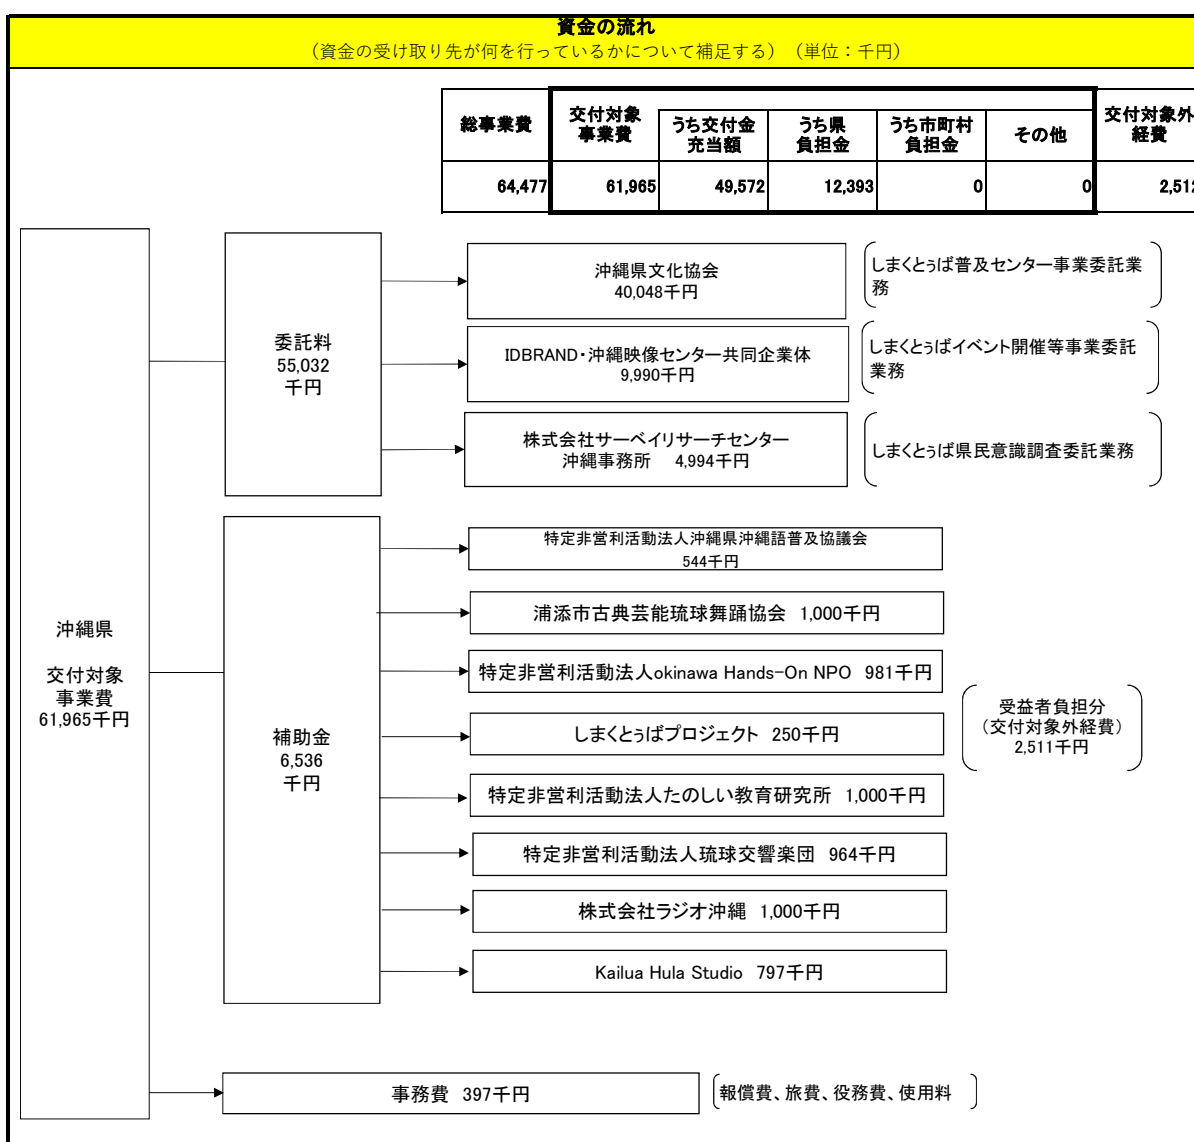 資金の流れ
（資金の受け取り先が何を行っているかについて補足する）（単位：千円）
総事業費
交付対象
事業費
うち交付金
充当額
うち県
負担金
うち市町村
負担金
その他
交付対象外
経費
64,477 61,965 49,572 12,393 0 0 2,512
沖縄県
交付対象
事業費
61,965千円
委託料
55,032
千円
沖縄県文化協会
40,048千円
しまくとぅば普及センター事業委託業
務
IDBRAND・沖縄映像センター共同企業体
9,990千円
しまくとぅばイベント開催等事業委託
業務
株式会社サーベイリサーチセンター
沖縄事務所 4,994千円
しまくとぅば県民意識調査委託業務
補助金
6,536
千円
特定非営利活動法人沖縄県沖縄語普及協議会
544千円
浦添市古典芸能琉球舞踊協会 1,000千円
特定非営利活動法人okinawa Hands-On NPO 981千円
しまくとぅばプロジェクト 250千円
特定非営利活動法人たのしい教育研究所 1,000千円
特定非営利活動法人琉球交響楽団 964千円
株式会社ラジオ沖縄 1,000千円
Kailua Hula Studio 797千円
受益者負担分
（交付対象外経費）
2,511千円
事務費 397千円
報償費、旅費、役務費、使用料